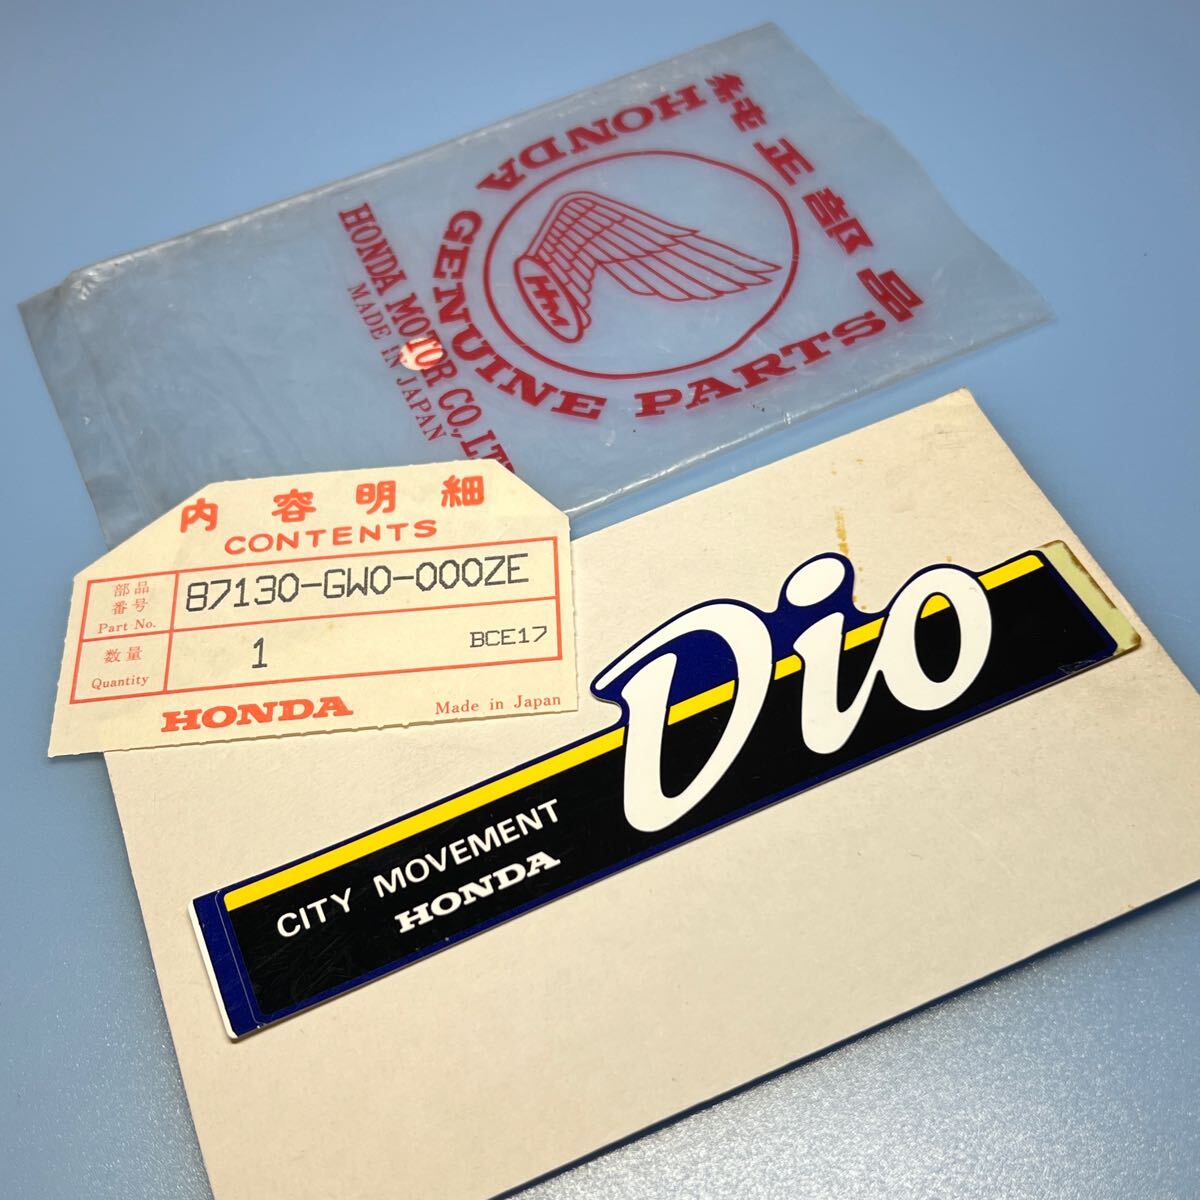 純正部品
HONDA
HM
GENUINE PARTS
HONDA MOTOR CO., LT
MADE IN JAPAN
内容明細
CONTENTS
部品番号
Part No.
87130-GW0-000ZE
数量
Quantity
1
BCE17
HONDA
Made in Japan
Dio
CITY MOVEMENT
HONDA